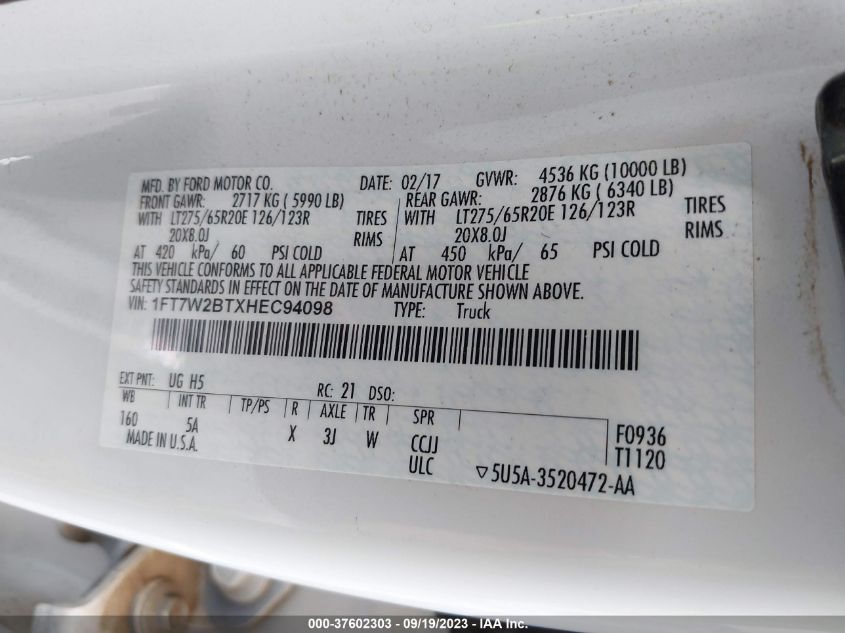 MFD. BY FORD MOTOR CO. DATE: 02/17 GVWR: 4536 KG (10000 LB)
FRONT GAWR: 2717 KG ( 5990 LB) REAR GAWR: 2876 KG ( 6340 LB)
WITH LT275/65R20E 126/123R TIRES WITH LT275/65R20E 126/123R TIRES
20X8.0J RIMS 20X8.0J RIMS
AT 420 kPa/ 60 PSI COLD AT 450 kPa/ 65 PSI COLD
THIS VEHICLE CONFORMS TO ALL APPLICABLE FEDERAL MOTOR VEHICLE
SAFETY STANDARDS IN EFFECT ON THE DATE OF MANUFACTURE SHOWN ABOVE.
VIN: 1FT7W2BTXHEC94098 TYPE: Truck
EXT PNT: UG H5 RC: 21 DSO:
WB INT TR TP/PS R AXLE TR SPR
160 5A X 3J W CCJJ F0936
MADE IN U.S.A. ULC T1120
▽5U5A-3520472-AA
000-37602303 - 09/19/2023 - IAA Inc.